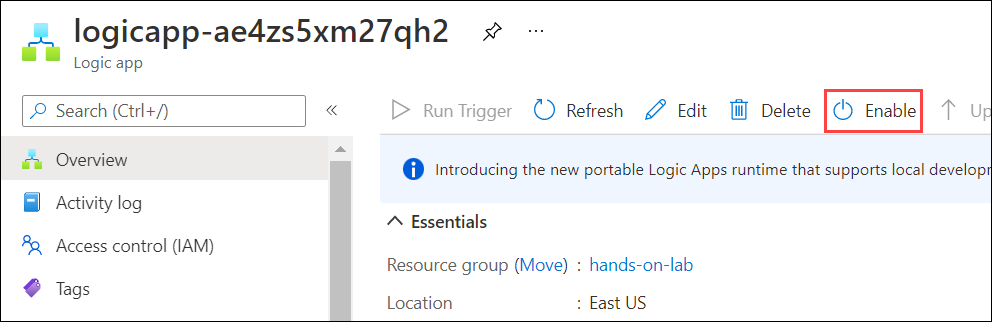 logicapp-ae4zs5xm27qh2
Logic app
Search (Ctrl+/)
Overview
Activity log
Access control (IAM)
Tags
Run Trigger Refresh Edit Delete Enable Up
Introducing the new portable Logic Apps runtime that supports local develop
Essentials
Resource group (Move) : hands-on-lab
Location : East US